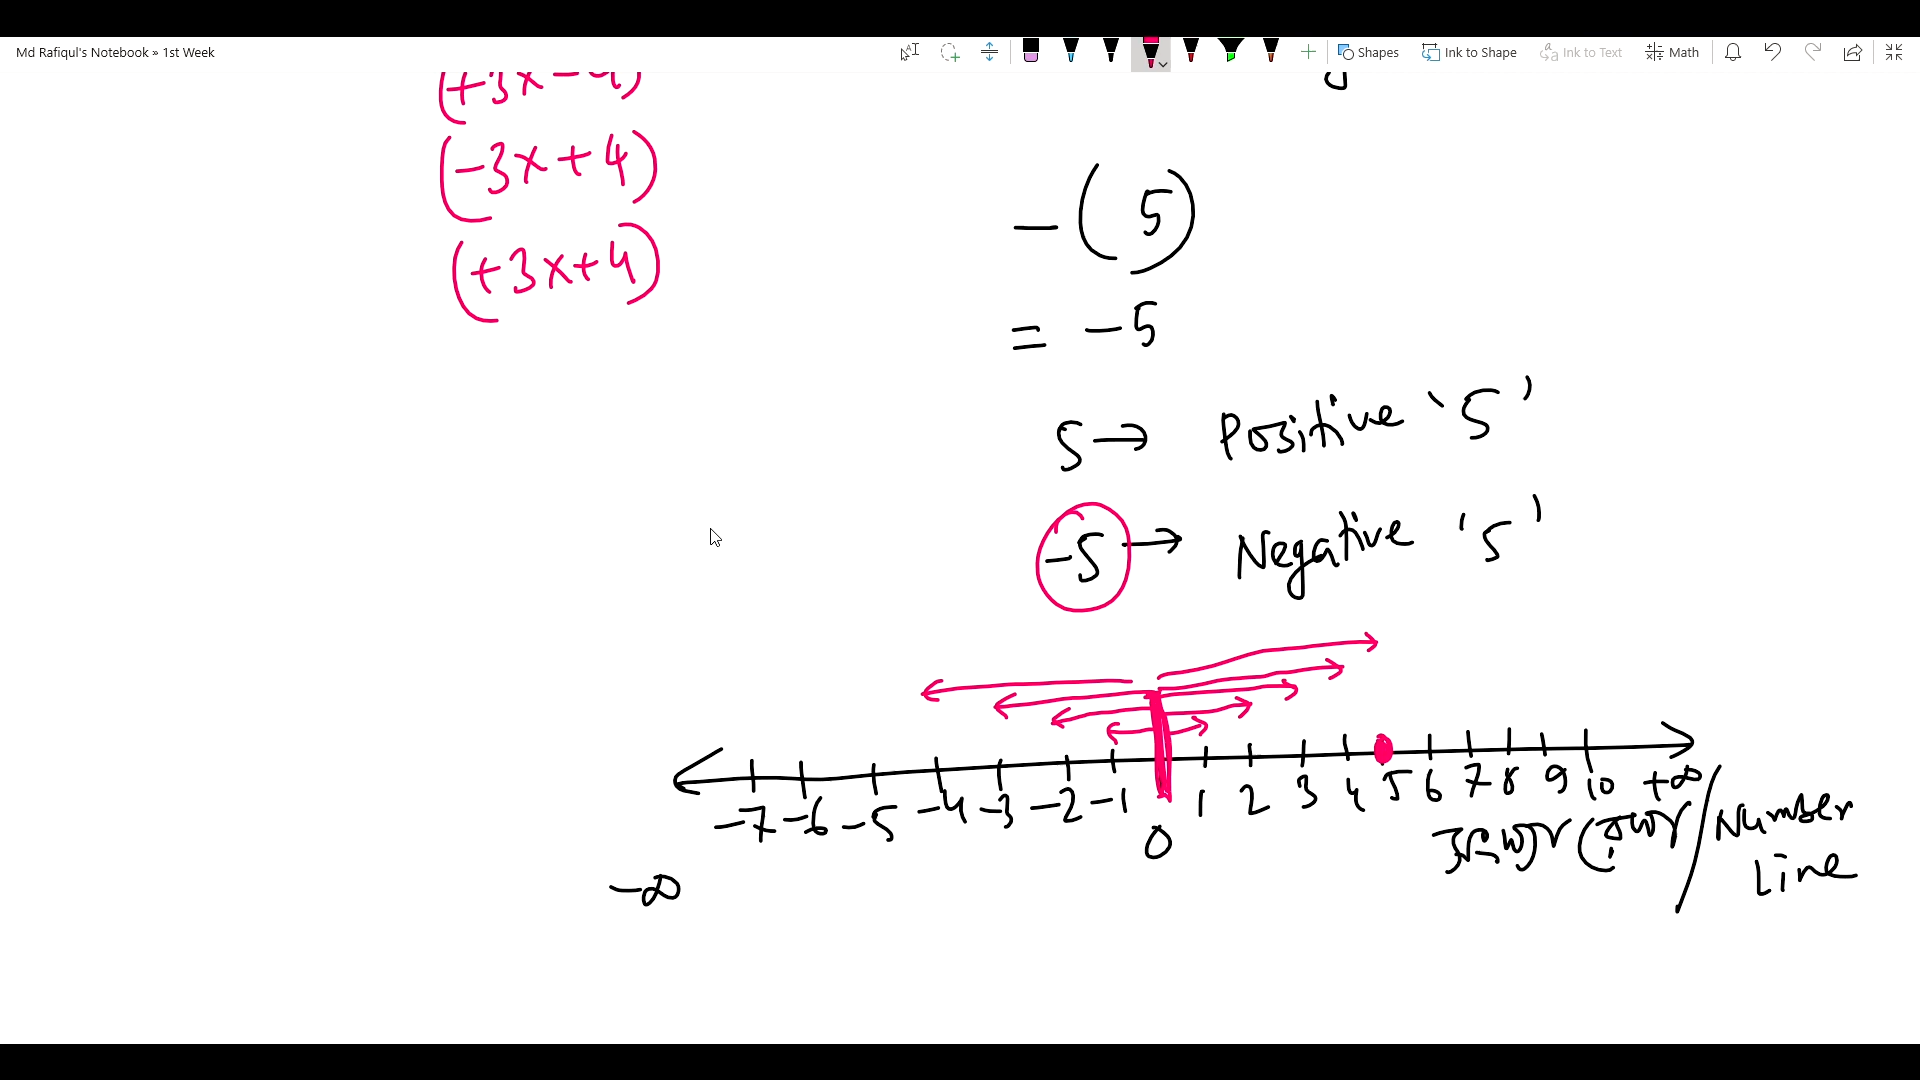 Md Rafiqul's Notebook » 1st Week
Shapes
Ink to Shape
Ink to Text
Math
(+3x-4)
(-3x+4)
(+3x+4)
-(5)
= -5
5 → Positive '5'
-5 → Negative '5'
-7 -6 -5 -4 -3 -2 -1 0 1 2 3 4 5 6 7 8 9 10 +∞
-∞
/ Number
Line